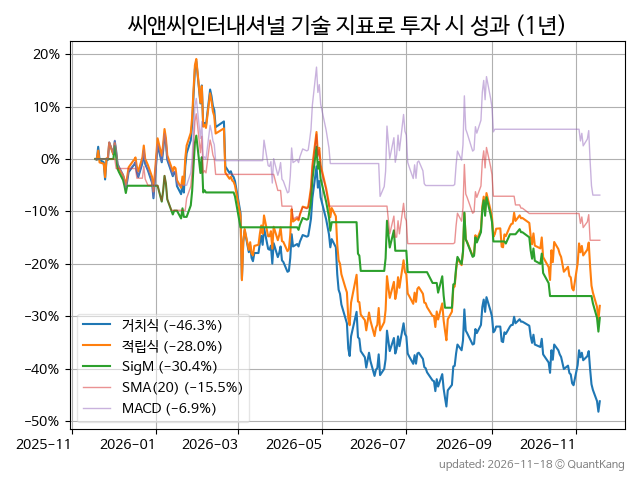 씨앤씨인터내셔널 기술 지표로 투자 시 성과 (1년)
20%
10%
0%
−10%
−20%
−30%
−40%
−50%
거치식 (−46.3%)
적립식 (−28.0%)
SigM (−30.4%)
SMA(20) (−15.5%)
MACD (−6.9%)
2025-11 2026-01 2026-03 2026-05 2026-07 2026-09 2026-11
updated: 2026-11-18 © QuantKang